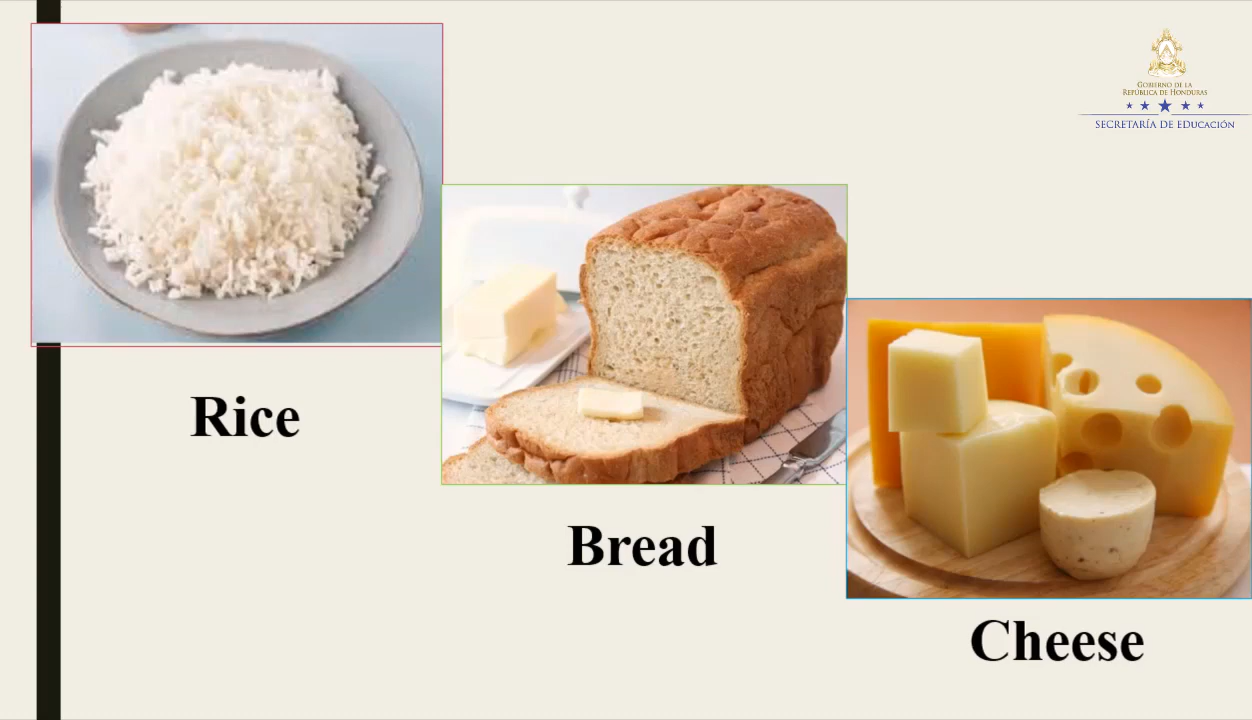 GOBIERNO DE LA
REPÚBLICA DE HONDURAS
SECRETARÍA DE EDUCACIÓN
Rice
Bread
Cheese